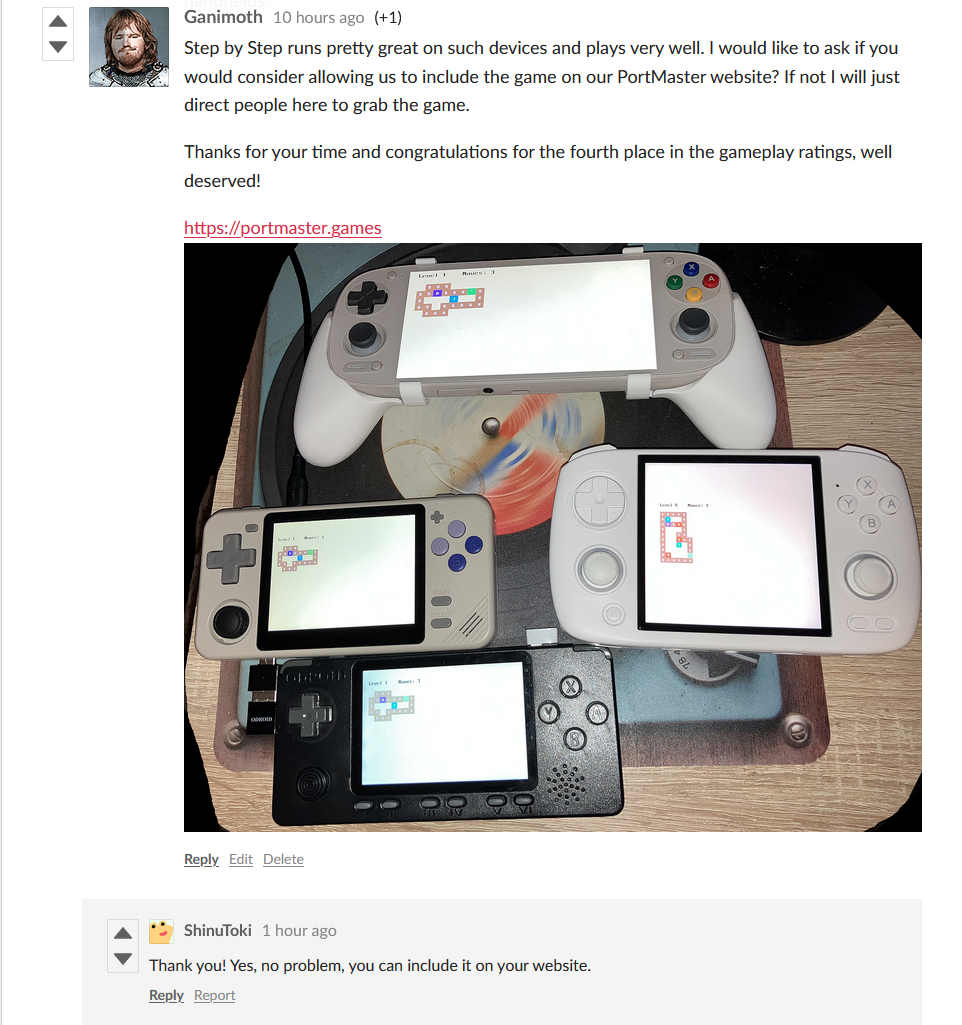 handhelds.
Ganimoth 10 hours ago (+1)
Step by Step runs pretty great on such devices and plays very well. I would like to ask if you
would consider allowing us to include the game on our PortMaster website? If not I will just
direct people here to grab the game.
Thanks for your time and congratulations for the fourth place in the gameplay ratings, well
deserved!
https://portmaster.games
Level 1 Moves: 3
X
Y
A
Level 1 Moves: 3
Level 8 Moves: 3
X
Y
A
B
ODROID
Level 1 Moves: 3
X
Y
A
B
78
Reply Edit Delete
ShinuToki 1 hour ago
Thank you! Yes, no problem, you can include it on your website.
Reply Report